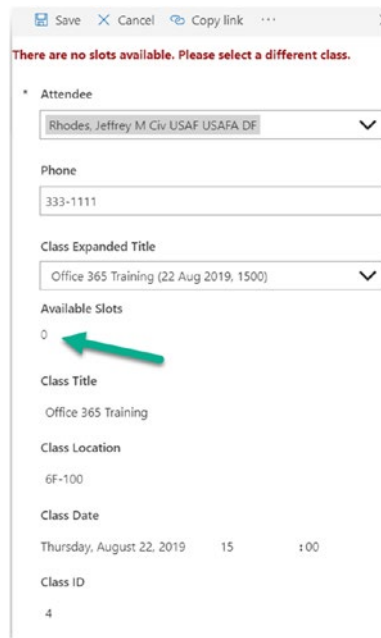 Save Cancel Copy link ...
There are no slots available. Please select a different class.
* Attendee
Rhodes, Jeffrey M Civ USAF USAFA DF
Phone
333-1111
Class Expanded Title
Office 365 Training (22 Aug 2019, 1500)
Available Slots
0
Class Title
Office 365 Training
Class Location
6F-100
Class Date
Thursday, August 22, 2019 15 :00
Class ID
4